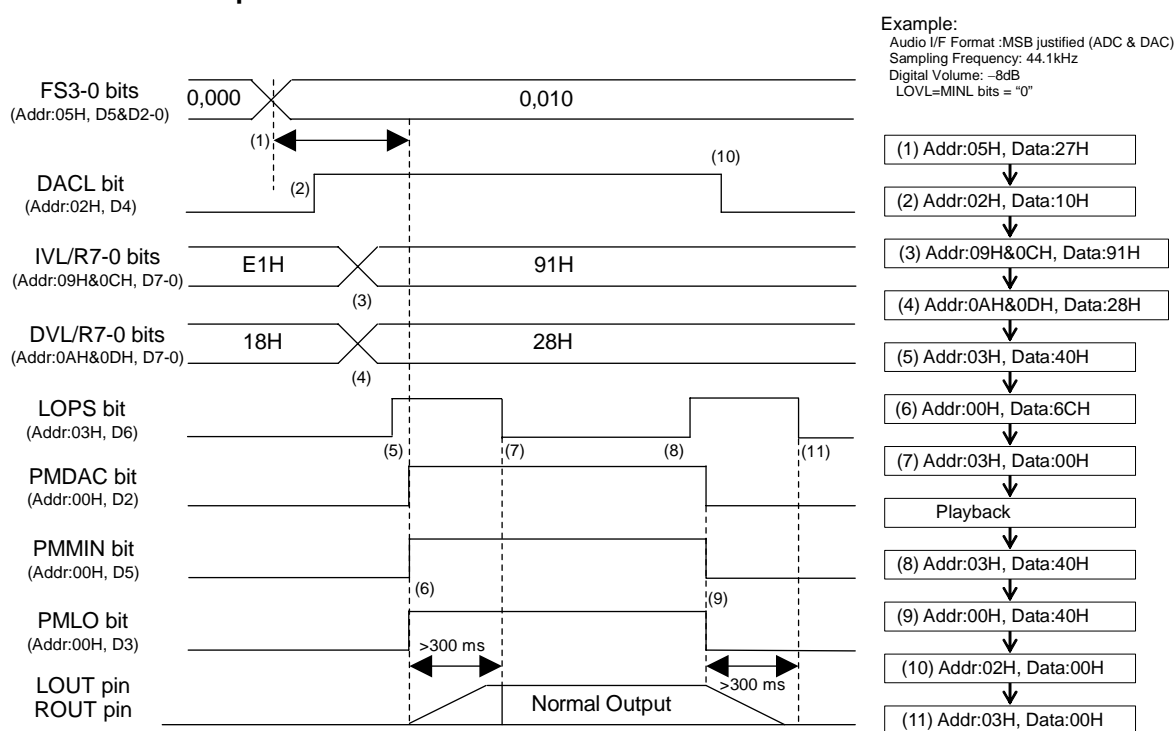 Example:
Audio I/F Format :MSB justified (ADC & DAC)
Sampling Frequency: 44.1kHz
Digital Volume: −8dB
LOVL=MINL bits = “0”
FS3-0 bits
(Addr:05H, D5&D2-0)
0,000
0,010
(1)
(10)
DACL bit
(Addr:02H, D4)
(2)
IVL/R7-0 bits
(Addr:09H&0CH, D7-0)
E1H
91H
(3)
DVL/R7-0 bits
(Addr:0AH&0DH, D7-0)
18H
28H
(4)
LOPS bit
(Addr:03H, D6)
(5)
(7)
(8)
(11)
PMDAC bit
(Addr:00H, D2)
PMMIN bit
(Addr:00H, D5)
(6)
(9)
PMLO bit
(Addr:00H, D3)
>300 ms
>300 ms
LOUT pin
ROUT pin
Normal Output
(1) Addr:05H, Data:27H
(2) Addr:02H, Data:10H
(3) Addr:09H&0CH, Data:91H
(4) Addr:0AH&0DH, Data:28H
(5) Addr:03H, Data:40H
(6) Addr:00H, Data:6CH
(7) Addr:03H, Data:00H
Playback
(8) Addr:03H, Data:40H
(9) Addr:00H, Data:40H
(10) Addr:02H, Data:00H
(11) Addr:03H, Data:00H